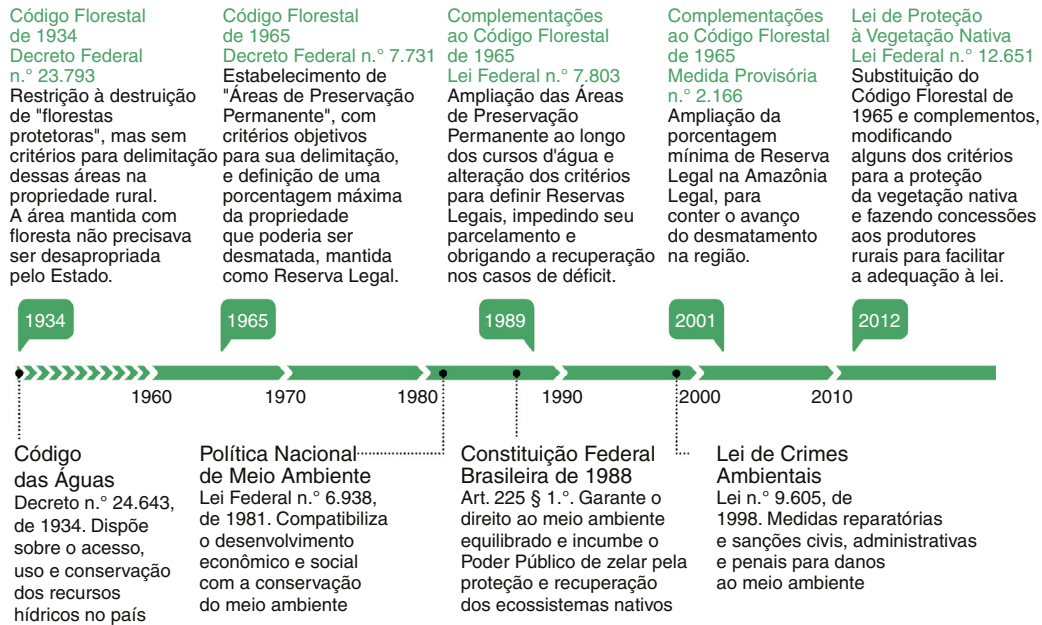 Código Florestal
de 1934
Decreto Federal
n.° 23.793
Restrição à destruição
de "florestas
protetoras", mas sem
critérios para delimitação
dessas áreas na
propriedade rural.
A área mantida com
floresta não precisava
ser desapropriada
pelo Estado.
Código Florestal
de 1965
Decreto Federal n.° 7.731
Estabelecimento de
"Áreas de Preservação
Permanente", com
critérios objetivos
para sua delimitação,
e definição de uma
porcentagem máxima
da propriedade
que poderia ser
desmatada, mantida
como Reserva Legal.
Complementações
ao Código Florestal
de 1965
Lei Federal n.° 7.803
Ampliação das Áreas
de Preservação
Permanente ao longo
dos cursos d'água e
alteração dos critérios
para definir Reservas
Legais, impedindo seu
parcelamento e
obrigando a recuperação
nos casos de déficit.
Complementações
ao Código Florestal
de 1965
Medida Provisória
n.° 2.166
Ampliação da
porcentagem
mínima de Reserva
Legal na Amazônia
Legal, para
conter o avanço
do desmatamento
na região.
Lei de Proteção
à Vegetação Nativa
Lei Federal n.° 12.651
Substituição do
Código Florestal de
1965 e complementos,
modificando
alguns dos critérios
para a proteção
da vegetação nativa
e fazendo concessões
aos produtores
rurais para facilitar
a adequação à lei.
1934
1965
1989
2001
2012
1960
1970
1980
1990
2000
2010
Código
das Águas
Decreto n.° 24.643,
de 1934. Dispõe
sobre o acesso,
uso e conservação
dos recursos
hídricos no país
Política Nacional
de Meio Ambiente
Lei Federal n.° 6.938,
de 1981. Compatibiliza
o desenvolvimento
econômico e social
com a conservação
do meio ambiente
Constituição Federal
Brasileira de 1988
Art. 225 § 1.°. Garante o
direito ao meio ambiente
equilibrado e incumbe o
Poder Público de zelar pela
proteção e recuperação
dos ecossistemas nativos
Lei de Crimes
Ambientais
Lei n.° 9.605, de
1998. Medidas reparatórias
e sanções civis, administrativas
e penais para danos
ao meio ambiente